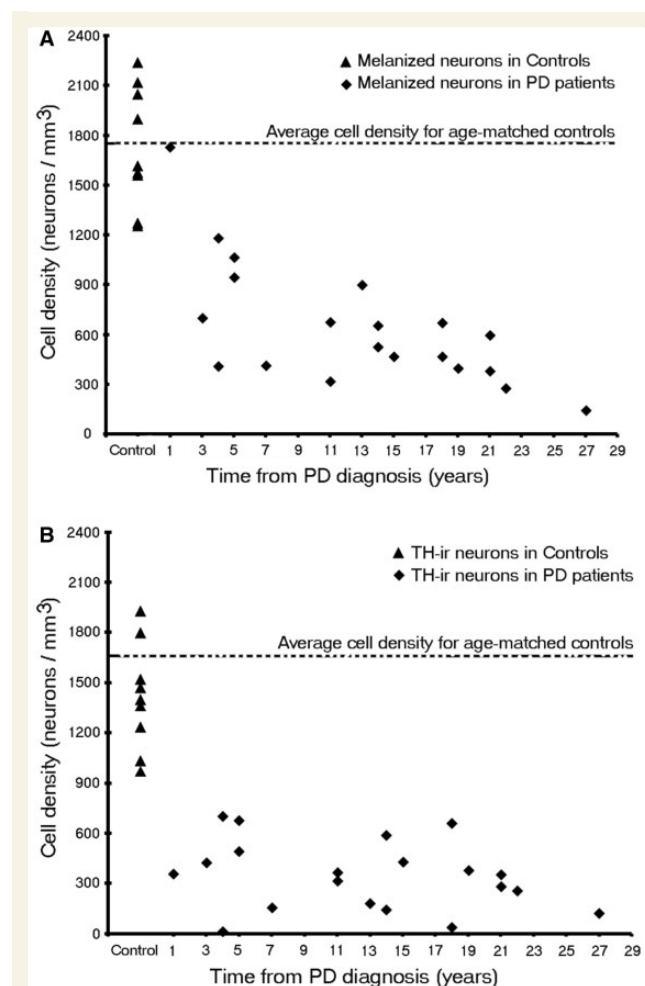 A
2400
▲ Melanized neurons in Controls
◆ Melanized neurons in PD patients
2100
1800
Average cell density for age-matched controls
1500
1200
900
600
300
0
Cell density (neurons / mm³)
Control 1 3 5 7 9 11 13 15 17 19 21 23 25 27 29
Time from PD diagnosis (years)
B
2400
▲ TH-ir neurons in Controls
◆ TH-ir neurons in PD patients
2100
1800
Average cell density for age-matched controls
1500
1200
900
600
300
0
Cell density (neurons / mm³)
Control 1 3 5 7 9 11 13 15 17 19 21 23 25 27 29
Time from PD diagnosis (years)